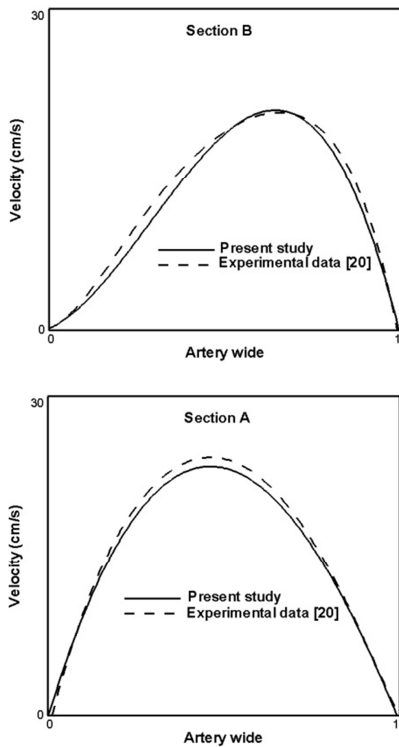 30
Section B
Velocity (cm/s)
Present study
Experimental data [20]
0
0
1
Artery wide
30
Section A
Velocity (cm/s)
Present study
Experimental data [20]
0
0
1
Artery wide